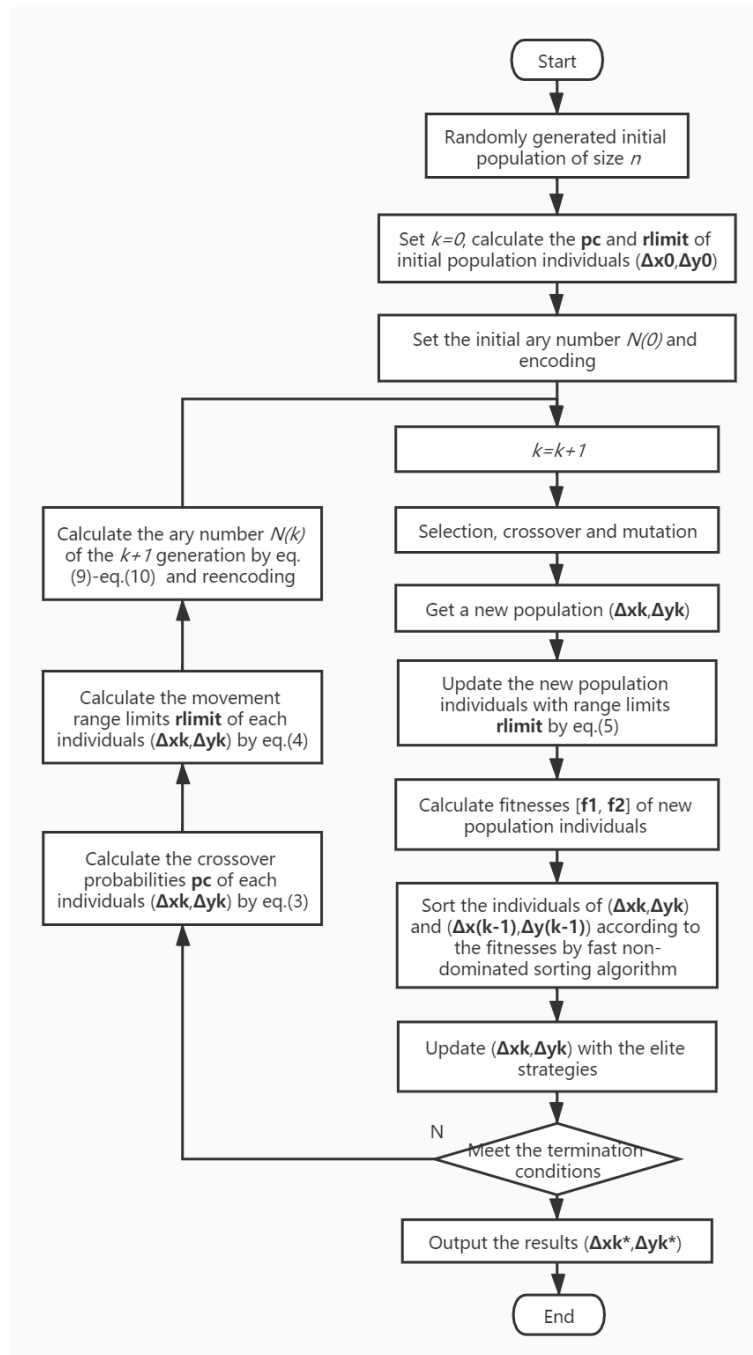 Start
Randomly generated initial
population of size n
Set k=0, calculate the pc and rlimit of
initial population individuals (Δx0,Δy0)
Set the initial ary number N(0) and
encoding
k=k+1
Selection, crossover and mutation
Get a new population (Δxk,Δyk)
Update the new population
individuals with range limits
rlimit by eq.(5)
Calculate fitnesses [f1, f2] of new
population individuals
Sort the individuals of (Δxk,Δyk)
and (Δx(k-1),Δy(k-1)) according to
the fitnesses by fast non-
dominated sorting algorithm
Update (Δxk,Δyk) with the elite
strategies
Meet the termination
conditions
N
Calculate the crossover
probabilities pc of each
individuals (Δxk,Δyk) by eq.(3)
Calculate the movement
range limits rlimit of each
individuals (Δxk,Δyk) by eq.(4)
Calculate the ary number N(k)
of the k+1 generation by eq.
(9)-eq.(10) and reencoding
Output the results (Δxk*,Δyk*)
End